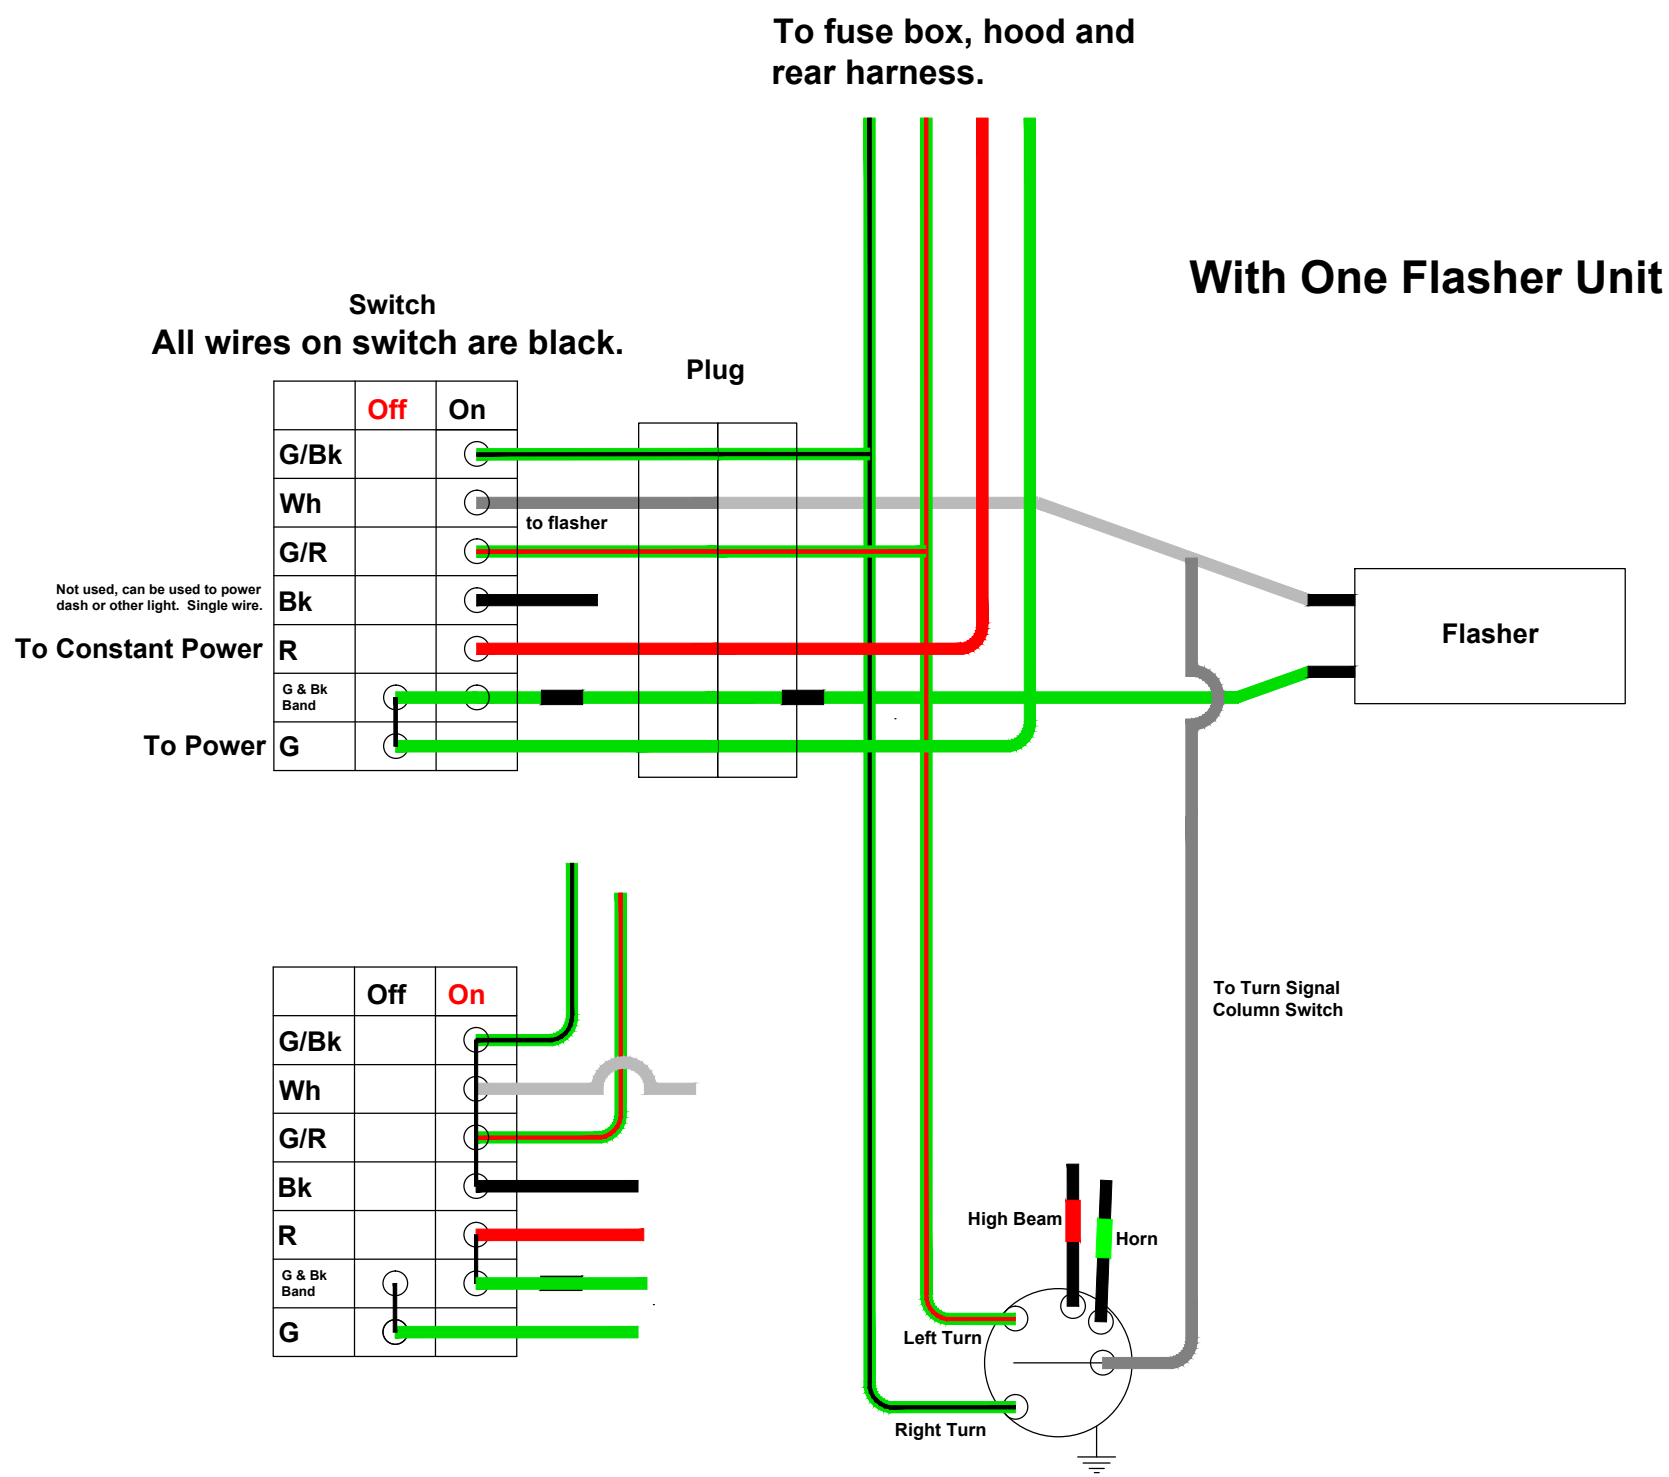 To fuse box, hood and
rear harness.
With One Flasher Unit
Switch
All wires on switch are black.
Plug
Off On
G/Bk
Wh
to flasher
G/R
Not used, can be used to power
dash or other light. Single wire.
Bk
To Constant Power R
G & Bk
Band
To Power G
Flasher
Off On
G/Bk
Wh
G/R
Bk
R
G & Bk
Band
G
To Turn Signal
Column Switch
High Beam
Horn
Left Turn
Right Turn